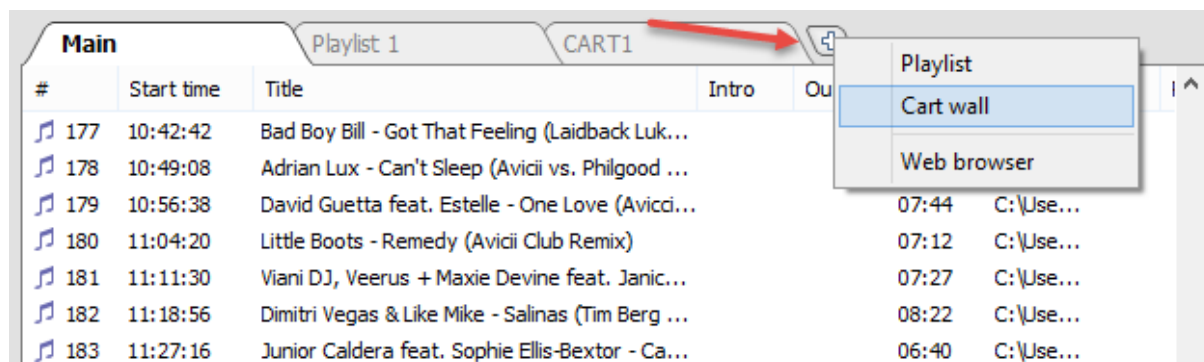 Main Playlist 1 CART1
Playlist
# Start time Title Intro Ou
Cart wall
177 10:42:42 Bad Boy Bill - Got That Feeling (Laidback Luk...
Web browser
178 10:49:08 Adrian Lux - Can't Sleep (Avicii vs. Philgood ...
179 10:56:38 David Guetta feat. Estelle - One Love (Avicci... 07:44 C:\Use...
180 11:04:20 Little Boots - Remedy (Avicii Club Remix) 07:12 C:\Use...
181 11:11:30 Viani DJ, Veerus + Maxie Devine feat. Janic... 07:27 C:\Use...
182 11:18:56 Dimitri Vegas & Like Mike - Salinas (Tim Berg ... 08:22 C:\Use...
183 11:27:16 Junior Caldera feat. Sophie Ellis-Bextor - Ca... 06:40 C:\Use...